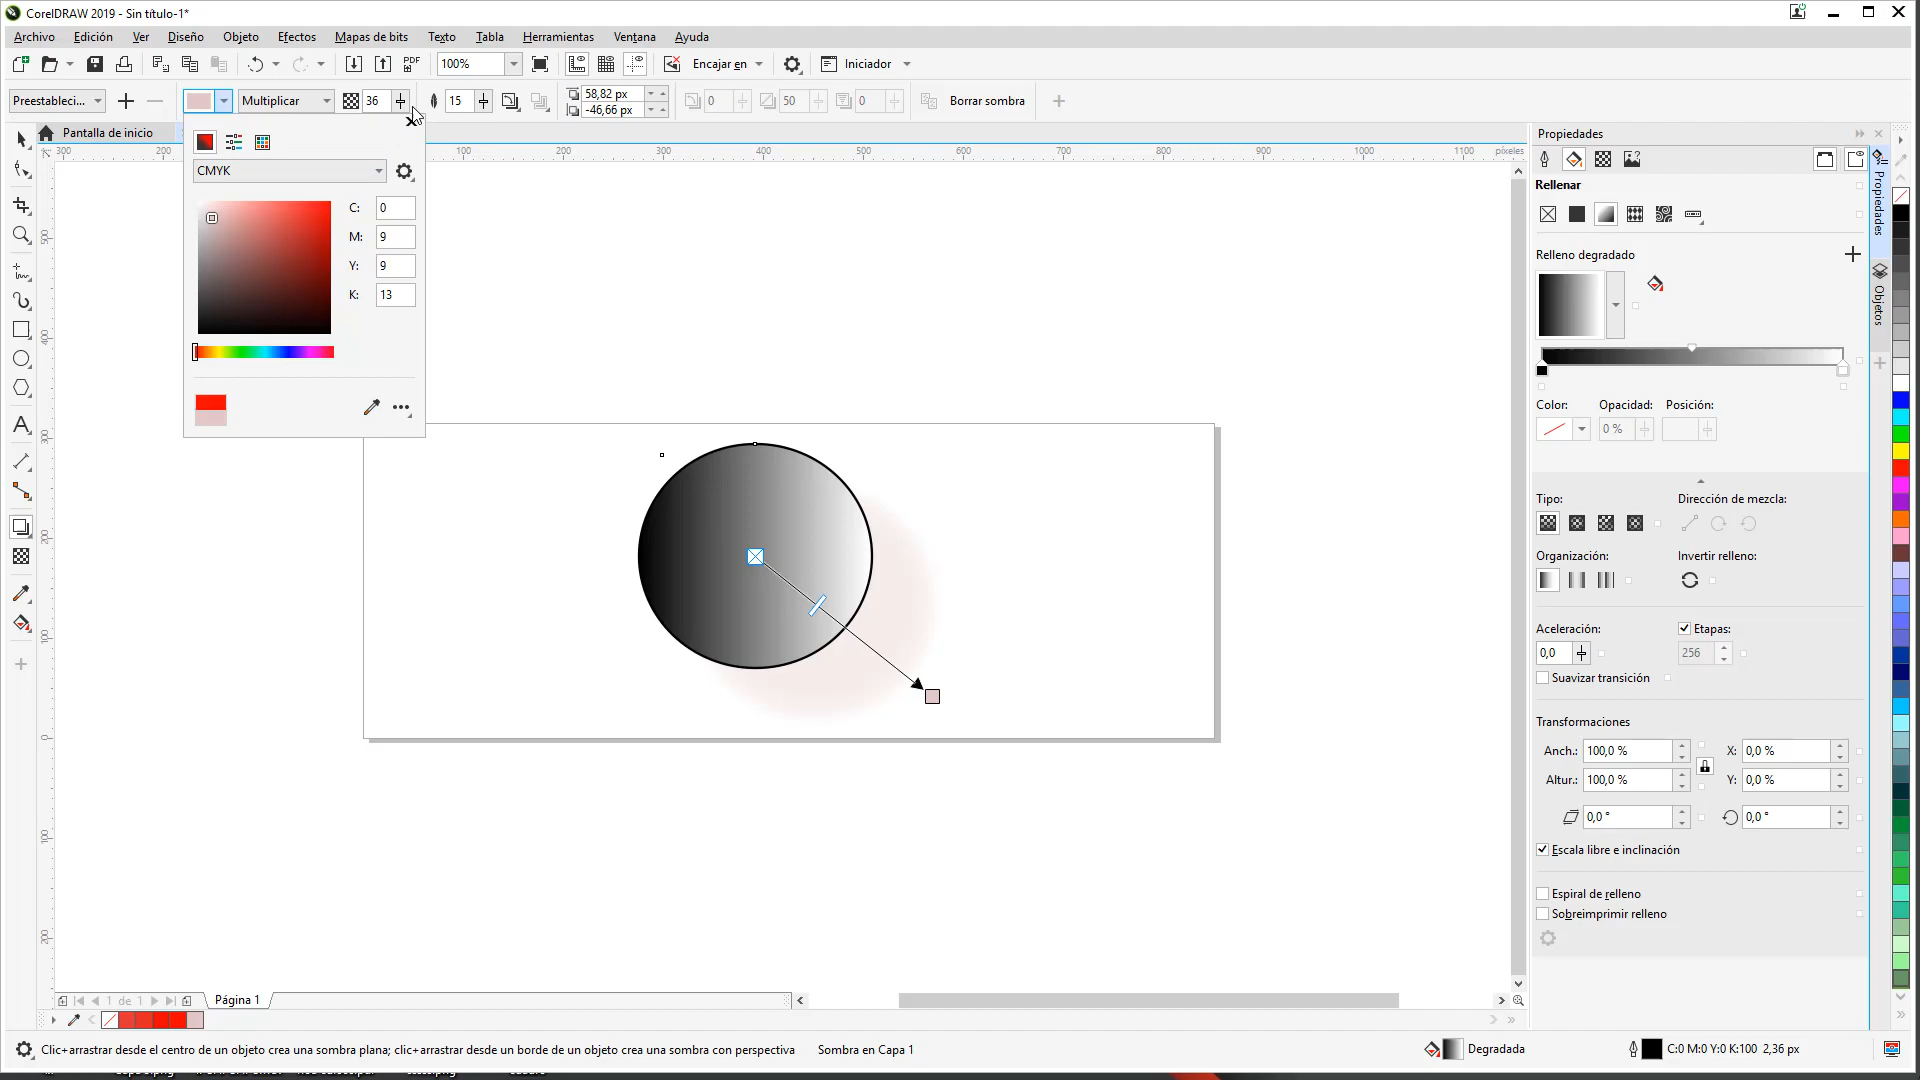 CorelDRAW 2019 - Sin título-1*
Archivo Edición Ver Diseño Objeto Efectos Mapas de bits Texto Tabla Herramientas Ventana Ayuda
PDF 100% Encajar en Iniciador
Preestableci... Multiplicar 36 15 58,82 px 0 50 0 Borrar sombra
-46,66 px
Pantalla de inicio
300 200 100 0 100 200 300 400 500 600 700 800 900 1000 1100 píxeles
CMYK
C: 0
M: 9
Y: 9
K: 13
Propiedades
Rellenar
Relleno degradado
Color: Opacidad: Posición:
0 %
Tipo: Dirección de mezcla:
Organización: Invertir relleno:
Aceleración: Etapas:
0,0 256
Suavizar transición
Transformaciones
Anch.: 100,0 % X: 0,0 %
Altur.: 100,0 % Y: 0,0 %
0,0 ° 0,0 °
Escala libre e inclinación
Espiral de relleno
Sobreimprimir relleno
Propiedades
Objetos
1 de 1 Página 1
Clic+arrastrar desde el centro de un objeto crea una sombra plana; clic+arrastrar desde un borde de un objeto crea una sombra con perspectiva Sombra en Capa 1 Degradada C:0 M:0 Y:0 K:100 2,36 px